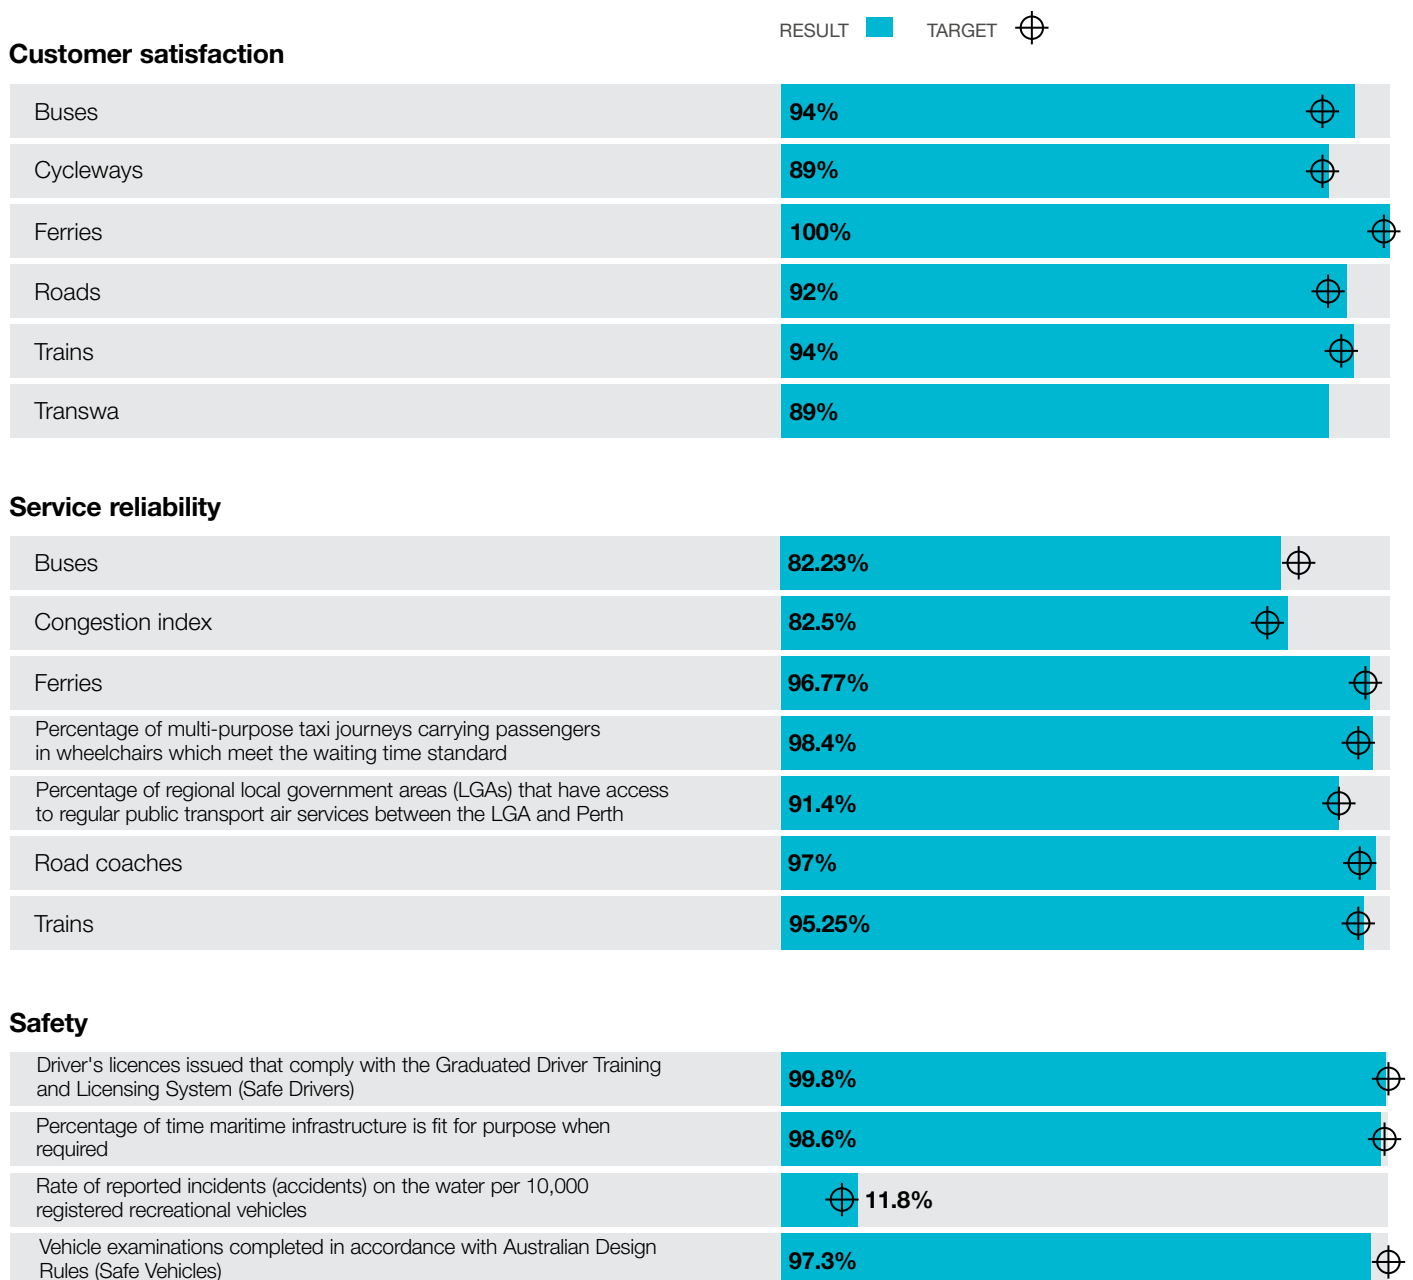 RESULT TARGET
Customer satisfaction
Buses 94%
Cycleways 89%
Ferries 100%
Roads 92%
Trains 94%
Transwa 89%
Service reliability
Buses 82.23%
Congestion index 82.5%
Ferries 96.77%
Percentage of multi-purpose taxi journeys carrying passengers
in wheelchairs which meet the waiting time standard
98.4%
Percentage of regional local government areas (LGAs) that have access
to regular public transport air services between the LGA and Perth
91.4%
Road coaches 97%
Trains 95.25%
Safety
Driver's licences issued that comply with the Graduated Driver Training
and Licensing System (Safe Drivers)
99.8%
Percentage of time maritime infrastructure is fit for purpose when
required
98.6%
Rate of reported incidents (accidents) on the water per 10,000
registered recreational vehicles
11.8%
Vehicle examinations completed in accordance with Australian Design
Rules (Safe Vehicles)
97.3%